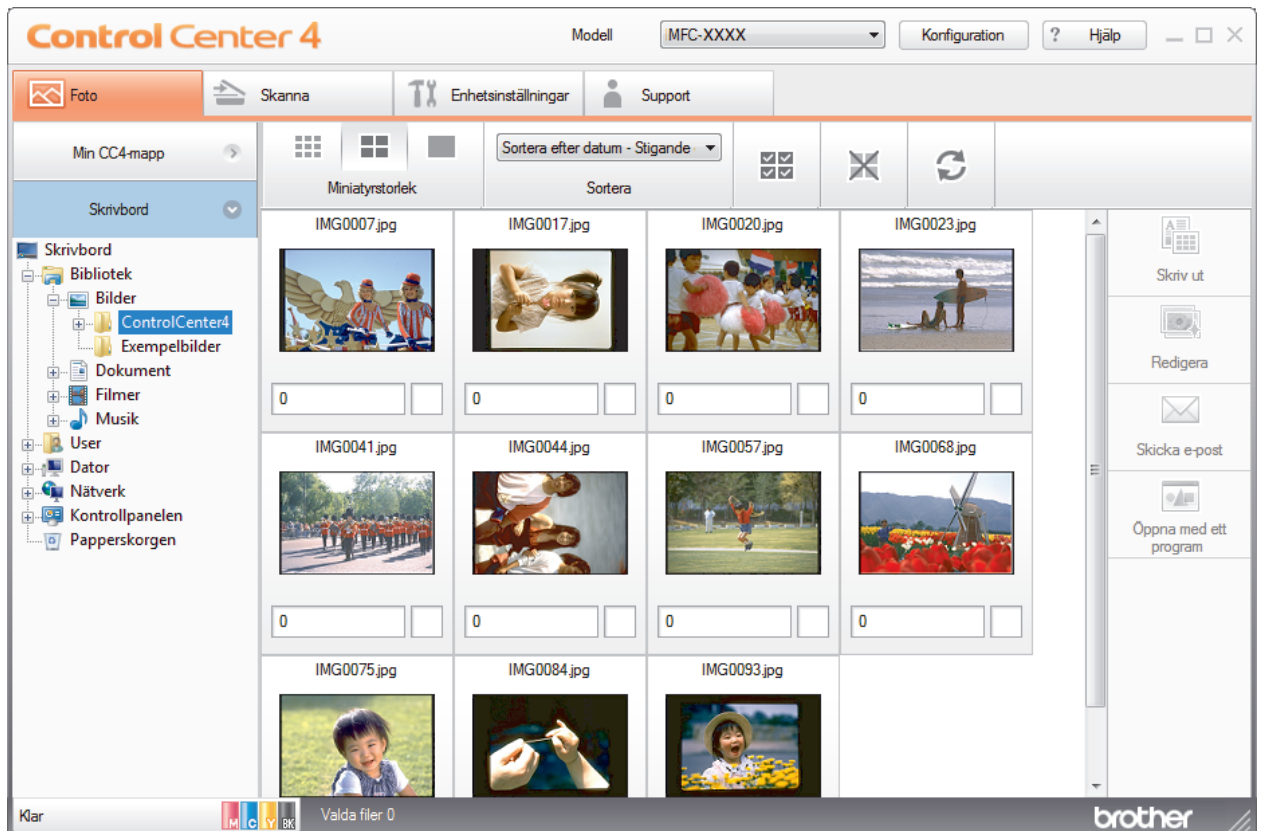 Control Center 4
Modell
MFC-XXXX
Konfiguration
? Hjälp
Foto
Skanna
Enhetsinställningar
Support
Min CC4-mapp
Skrivbord
Miniatyrstorlek
Sortera efter datum - Stigande
Sortera
Skrivbord
Bibliotek
Bilder
ControlCenter4
Exempelbilder
Dokument
Filmer
Musik
User
Dator
Nätverk
Kontrollpanelen
Papperskorgen
IMG0007.jpg
IMG0017.jpg
IMG0020.jpg
IMG0023.jpg
0
0
0
0
IMG0041.jpg
IMG0044.jpg
IMG0057.jpg
IMG0068.jpg
0
0
0
0
IMG0075.jpg
IMG0084.jpg
IMG0093.jpg
Skriv ut
Redigera
Skicka e-post
Öppna med ett
program
Klar
M C Y BK
Valda filer 0
brother